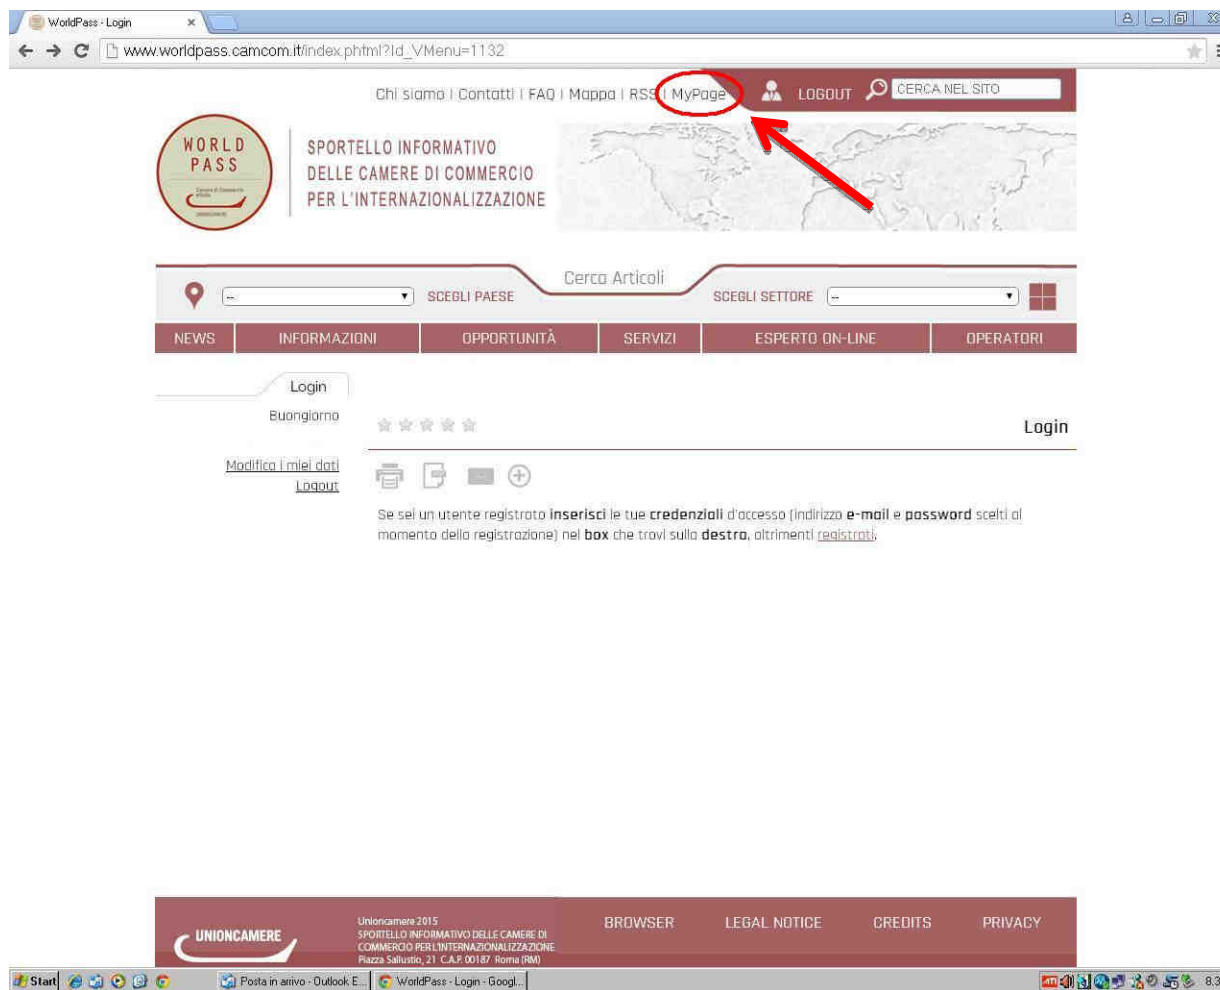 WorldPass - Login
www.worldpass.camcom.it/index.phtml?Id_VMenu=1132
Chi siamo | Contatti | FAQ | Mappa | RSS | MyPage
LOGOUT
CERCA NEL SITO
WORLD
PASS
SPORTELLO INFORMATIVO
DELLE CAMERE DI COMMERCIO
PER L'INTERNAZIONALIZZAZIONE
Cerca Articoli
-- SCEGLI PAESE
SCEGLI SETTORE --
NEWS INFORMAZIONI OPPORTUNITÀ SERVIZI ESPERTO ON-LINE OPERATORI
Login
Buongiorno
Login
Modifica i miei dati
Logout
Se sei un utente registrato inserisci le tue credenziali d'accesso (indirizzo e-mail e password scelti al
momento della registrazione) nel box che trovi sulla destra, altrimenti registrati.
UNIONCAMERE
Unioncamere 2015
SPORTELLO INFORMATIVO DELLE CAMERE DI
COMMERCIO PER L'INTERNAZIONALIZZAZIONE
Piazza Sallustio, 21 C.A.P. 00187 Roma (RM)
BROWSER LEGAL NOTICE CREDITS PRIVACY
Start
Posta in arrivo - Outlook E...
WorldPass - Login - Googl...
8.3